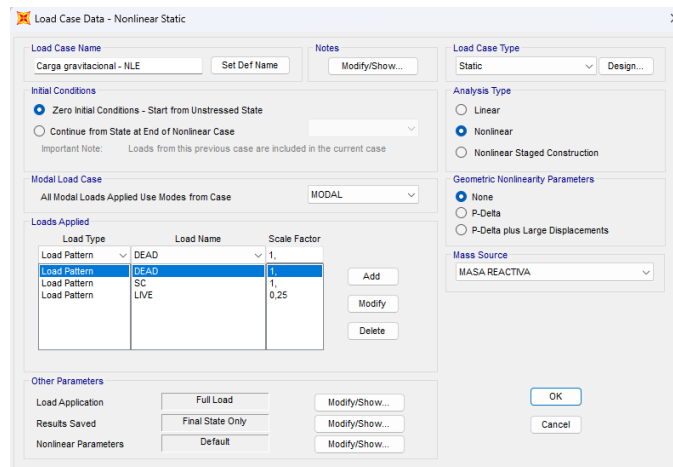 Load Case Data - Nonlinear Static
Load Case Name
Carga gravitacional - NLE
Set Def Name
Notes
Modify/Show...
Load Case Type
Static
Design...
Initial Conditions
Zero Initial Conditions - Start from Unstressed State
Continue from State at End of Nonlinear Case
Important Note: Loads from this previous case are included in the current case
Analysis Type
Linear
Nonlinear
Nonlinear Staged Construction
Modal Load Case
All Modal Loads Applied Use Modes from Case
MODAL
Geometric Nonlinearity Parameters
None
P-Delta
P-Delta plus Large Displacements
Loads Applied
Load Type Load Name Scale Factor
Load Pattern DEAD 1,
Load Pattern DEAD 1,
Load Pattern SC 1,
Load Pattern LIVE 0,25
Add
Modify
Delete
Mass Source
MASA REACTIVA
Other Parameters
Load Application Full Load Modify/Show...
Results Saved Final State Only Modify/Show...
Nonlinear Parameters Default Modify/Show...
OK
Cancel